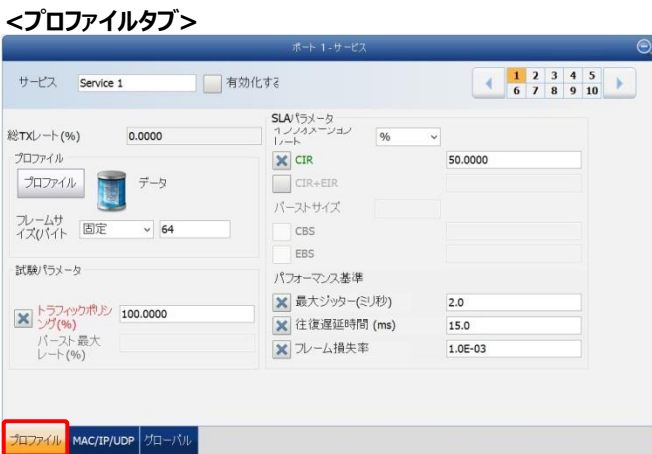 <プロファイルタブ>
ポート 1-サービス
サービス Service 1 有効化する
1 2 3 4 5
6 7 8 9 10
総TXレート(%) 0.0000
プロファイル
プロファイル データ
フレームサ
イズ(バイト 固定 64
試験パラメータ
トラフィックポリシ
ング(%) 100.0000
バースト最大
レート(%)
SLAパラメータ
インフォメーション
レート %
CIR 50.0000
CIR+EIR
バーストサイズ
CBS
EBS
パフォーマンス基準
最大ジッター(ミリ秒) 2.0
往復遅延時間 (ms) 15.0
フレーム損失率 1.0E-03
プロファイル MAC/IP/UDP グローバル